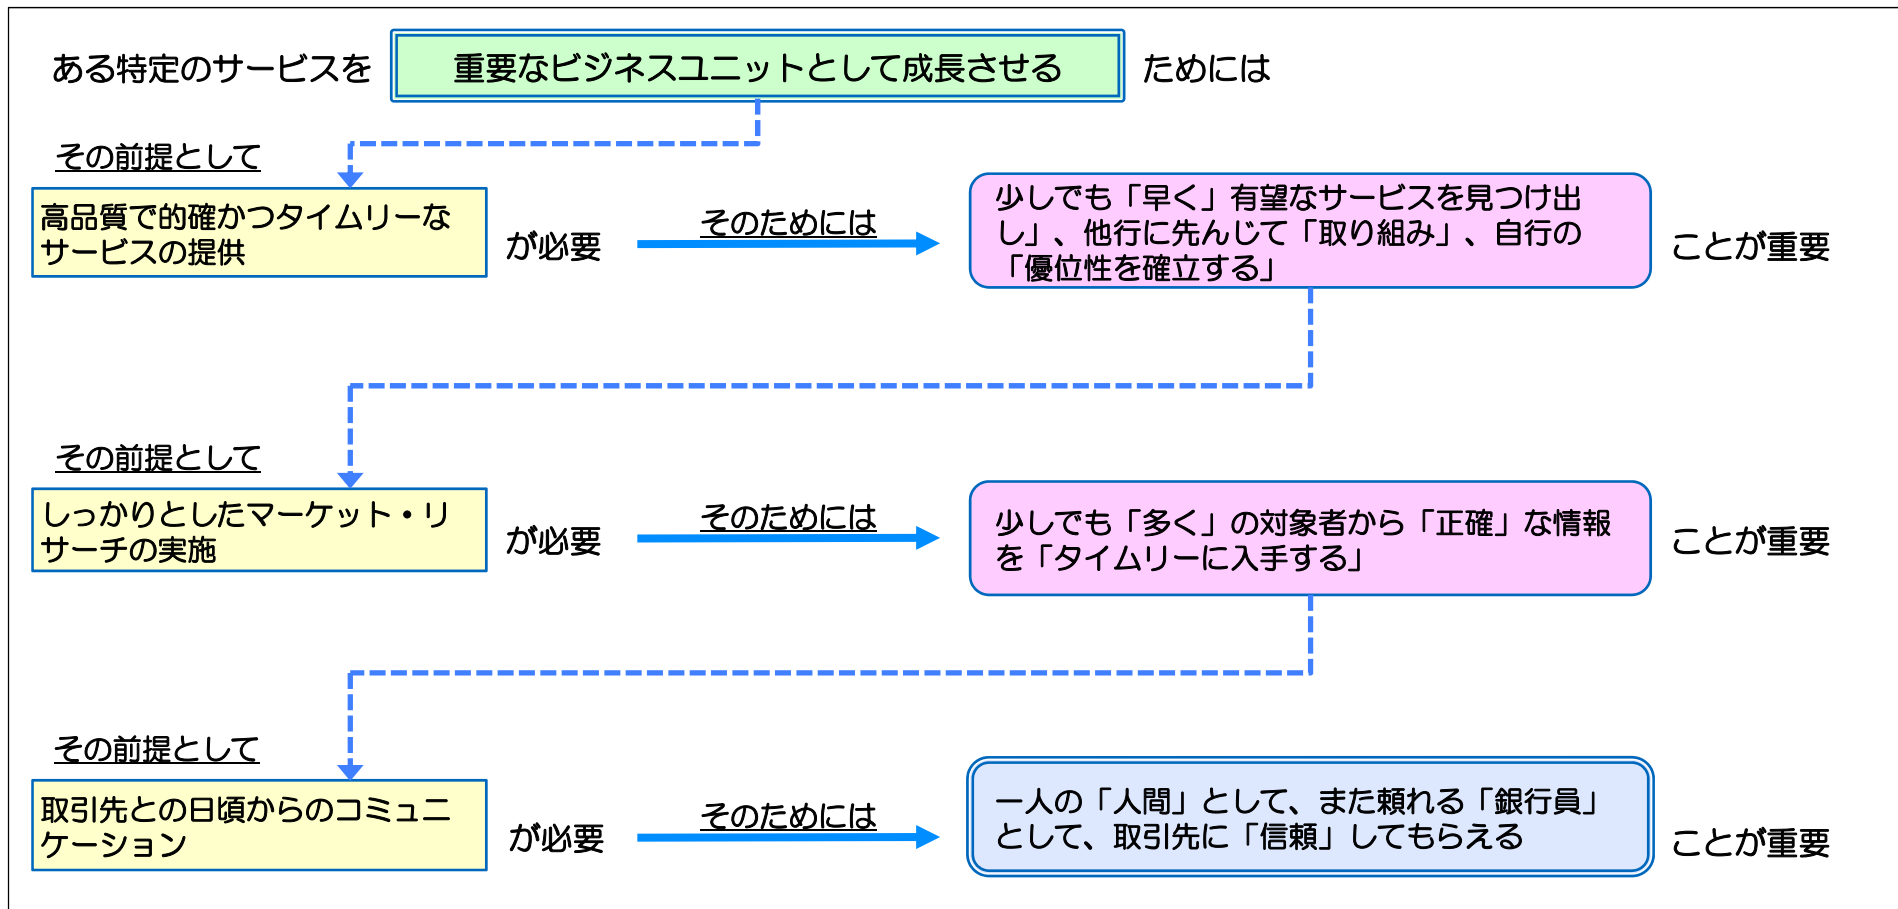 ある特定のサービスを 重要なビジネスユニットとして成長させる ためには
その前提として
高品質で的確かつタイムリーな
サービスの提供
が必要
そのためには
少しでも「早く」有望なサービスを見つけ出
し」、他行に先んじて「取り組み」、自行の
「優位性を確立する」
ことが重要
その前提として
しっかりとしたマーケット・リ
サーチの実施
が必要
そのためには
少しでも「多く」の対象者から「正確」な情報
を「タイムリーに入手する」
ことが重要
その前提として
取引先との日頃からのコミュニ
ケーション
が必要
そのためには
一人の「人間」として、また頼れる「銀行員」
として、取引先に「信頼」してもらえる
ことが重要